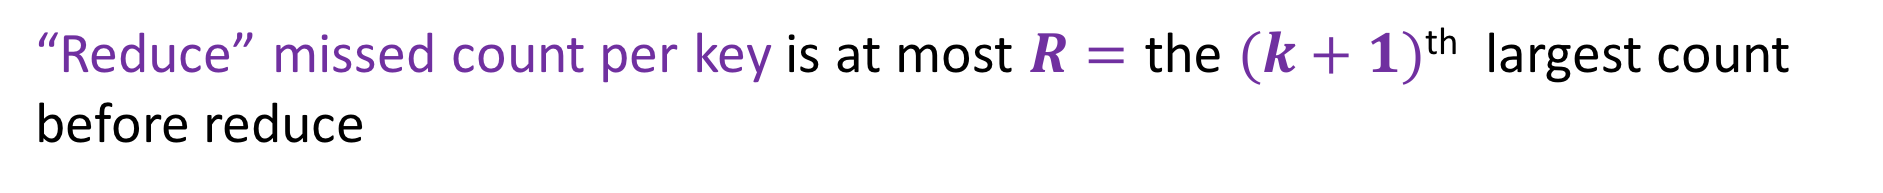 “Reduce” missed count per key is at most R = the (k + 1)th largest count
before reduce